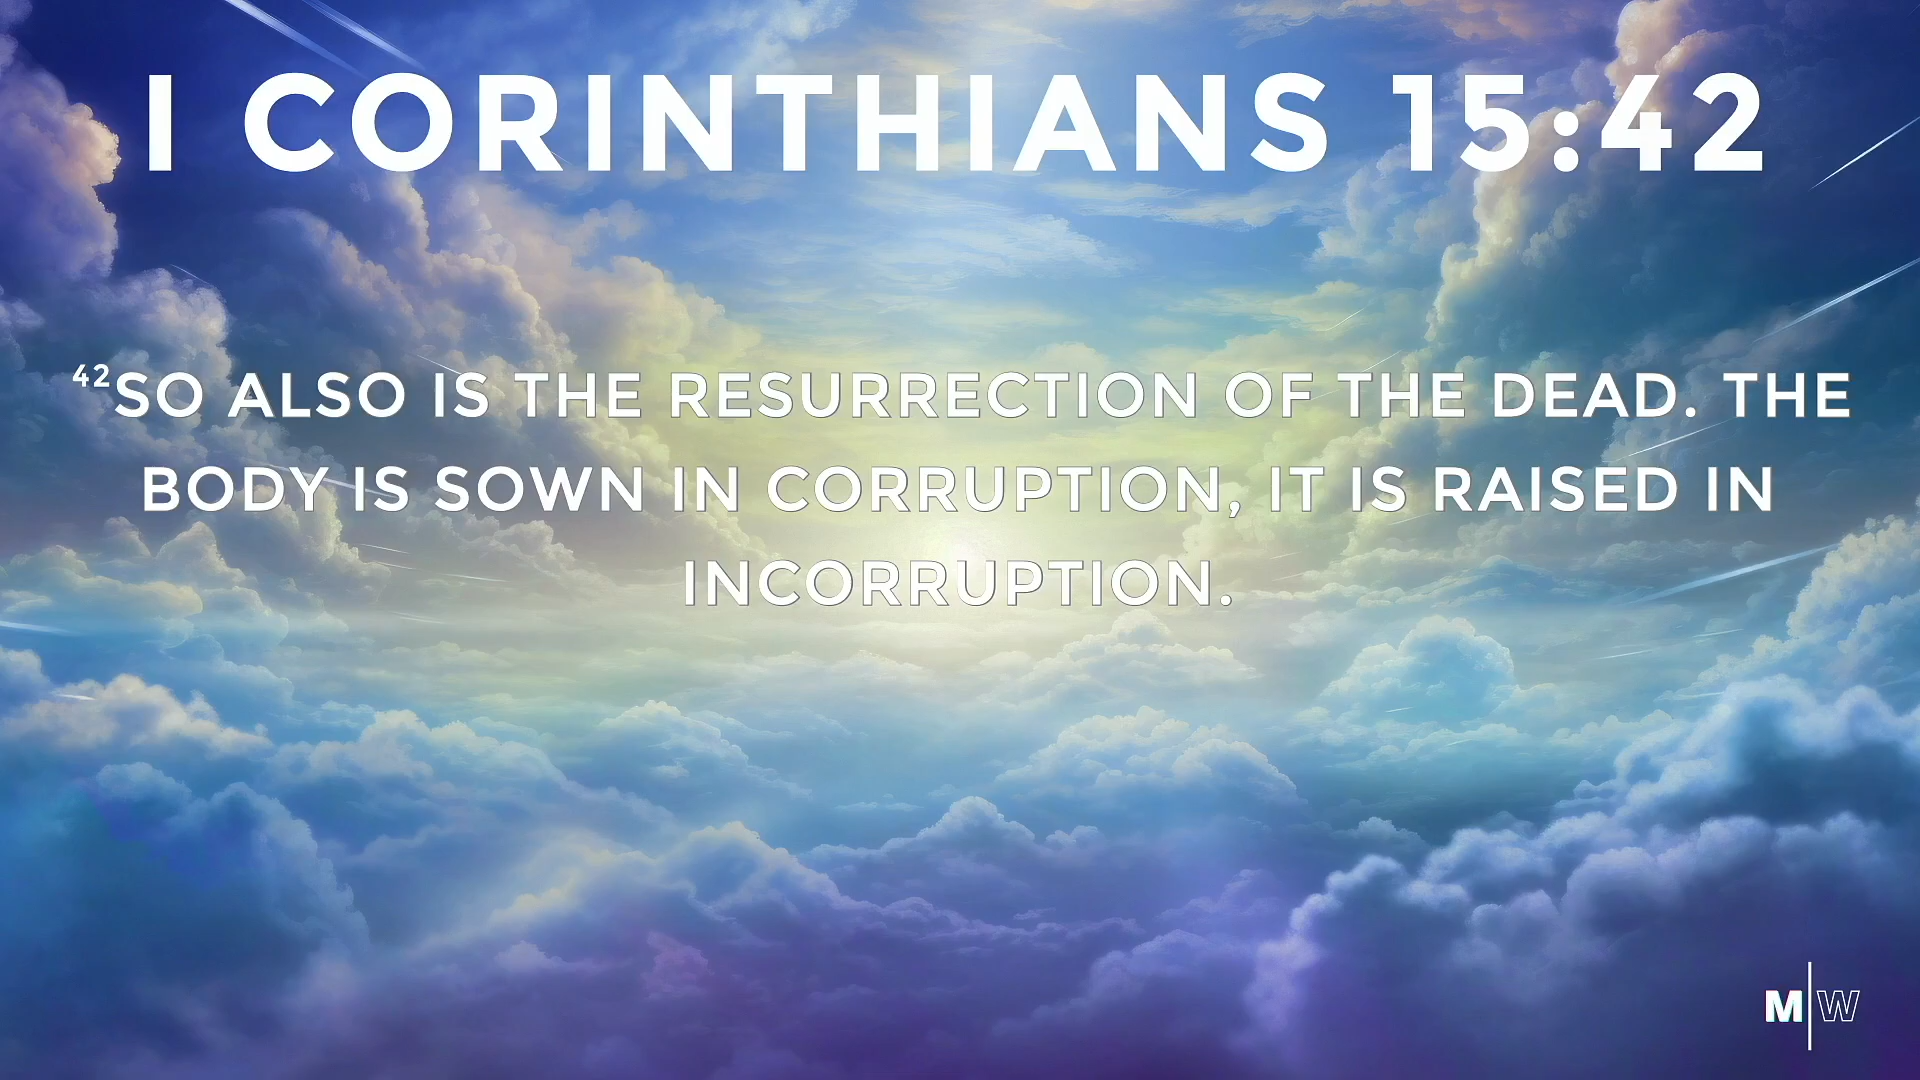 I CORINTHIANS 15:42
42SO ALSO IS THE RESURRECTION OF THE DEAD. THE
BODY IS SOWN IN CORRUPTION, IT IS RAISED IN
INCORRUPTION.
M|W